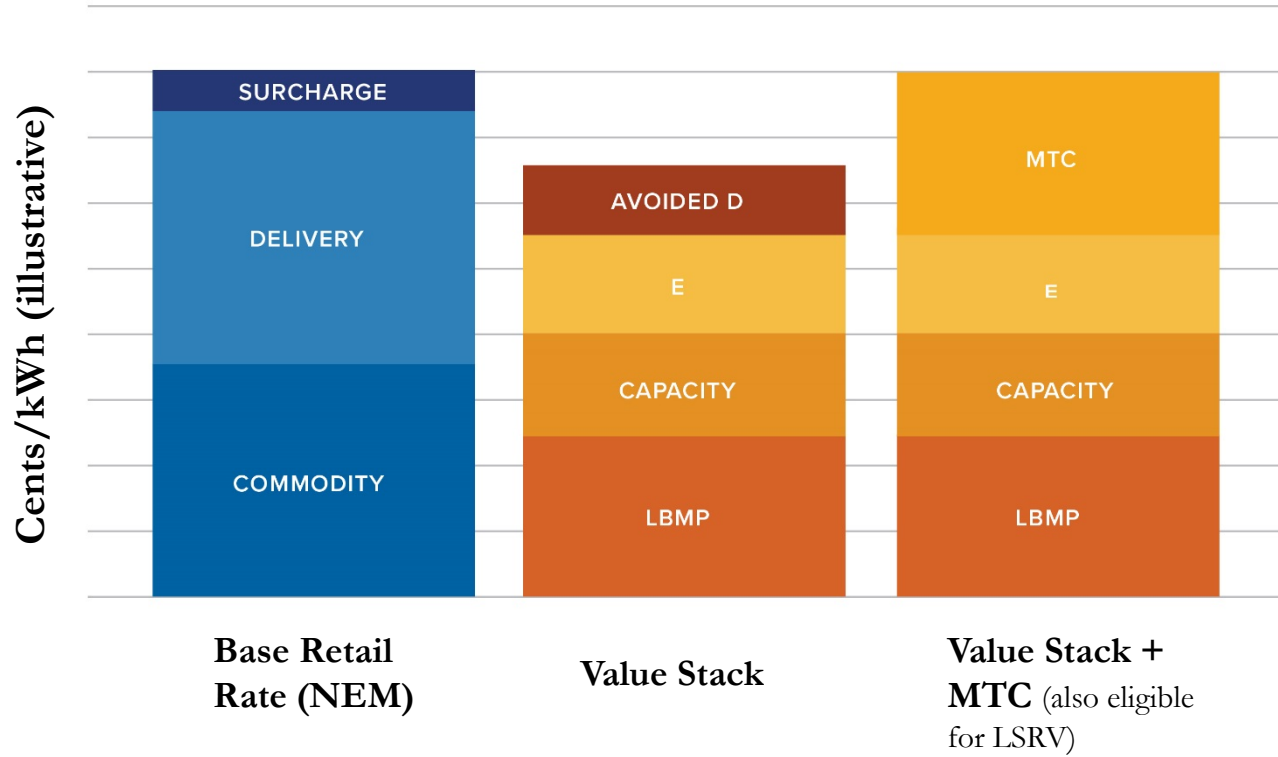 Cents/kWh (illustrative)
SURCHARGE
DELIVERY
COMMODITY
AVOIDED D
E
CAPACITY
LBMP
MTC
E
CAPACITY
LBMP
Base Retail
Rate (NEM)
Value Stack
Value Stack +
MTC (also eligible
for LSRV)